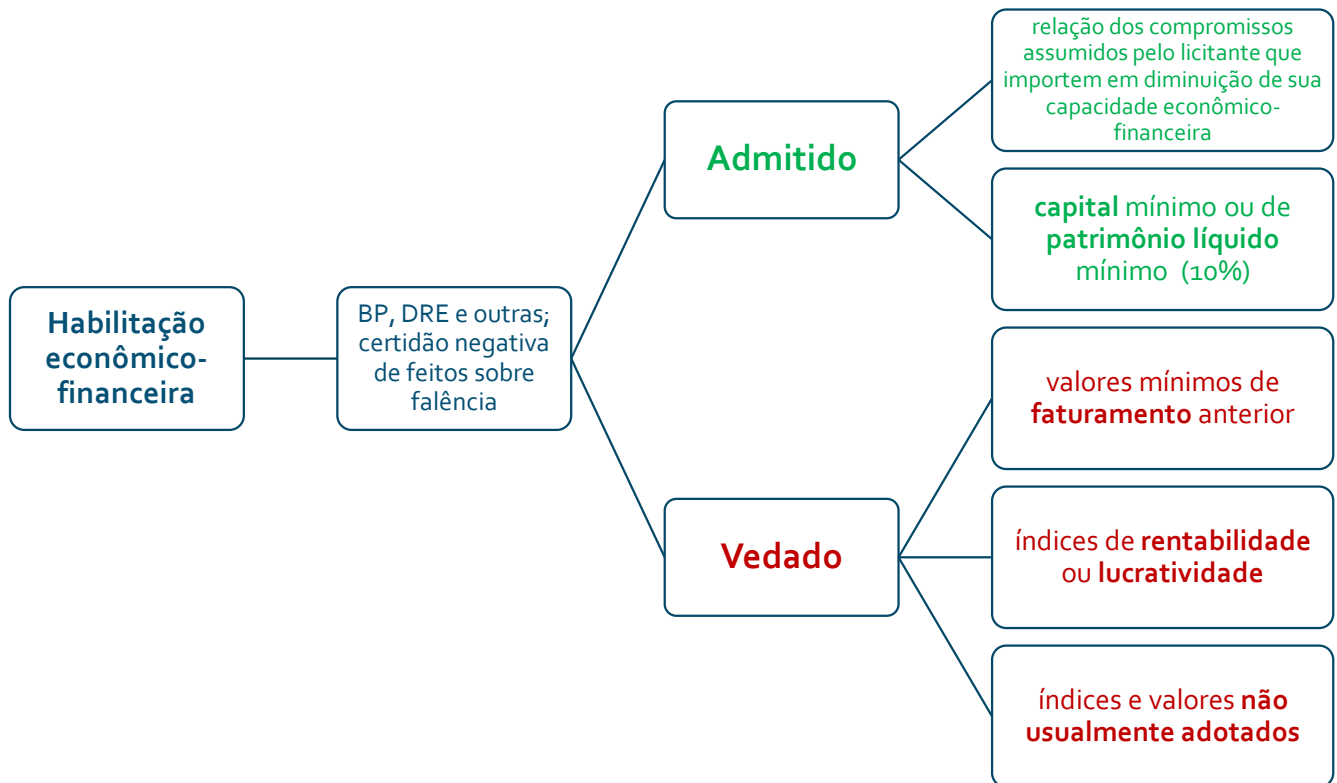 relação dos compromissos
assumidos pelo licitante que
importem em diminuição de sua
capacidade econômico-
financeira
Admitido
capital mínimo ou de
patrimônio líquido
mínimo (10%)
Habilitação
econômico-
financeira
BP, DRE e outras;
certidão negativa
de feitos sobre
falência
valores mínimos de
faturamento anterior
Vedado
índices de rentabilidade
ou lucratividade
índices e valores não
usualmente adotados